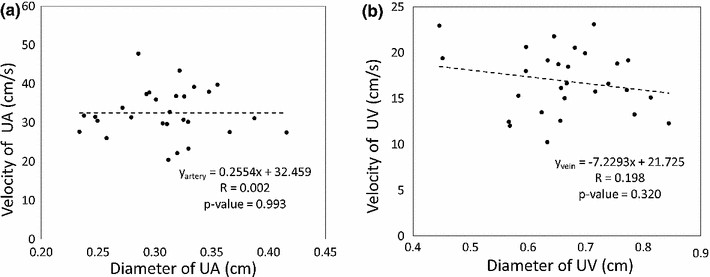 (a)
60
50
40
30
20
10
0
Velocity of UA (cm/s)
y artery = 0.2554x + 32.459
R = 0.002
p-value = 0.993
0.20 0.25 0.30 0.35 0.40 0.45
Diameter of UA (cm)
(b)
25
20
15
10
5
0
Velocity of UV (cm/s)
y vein = -7.2293x + 21.725
R = 0.198
p-value = 0.320
0.4 0.5 0.6 0.7 0.8 0.9
Diameter of UV (cm)